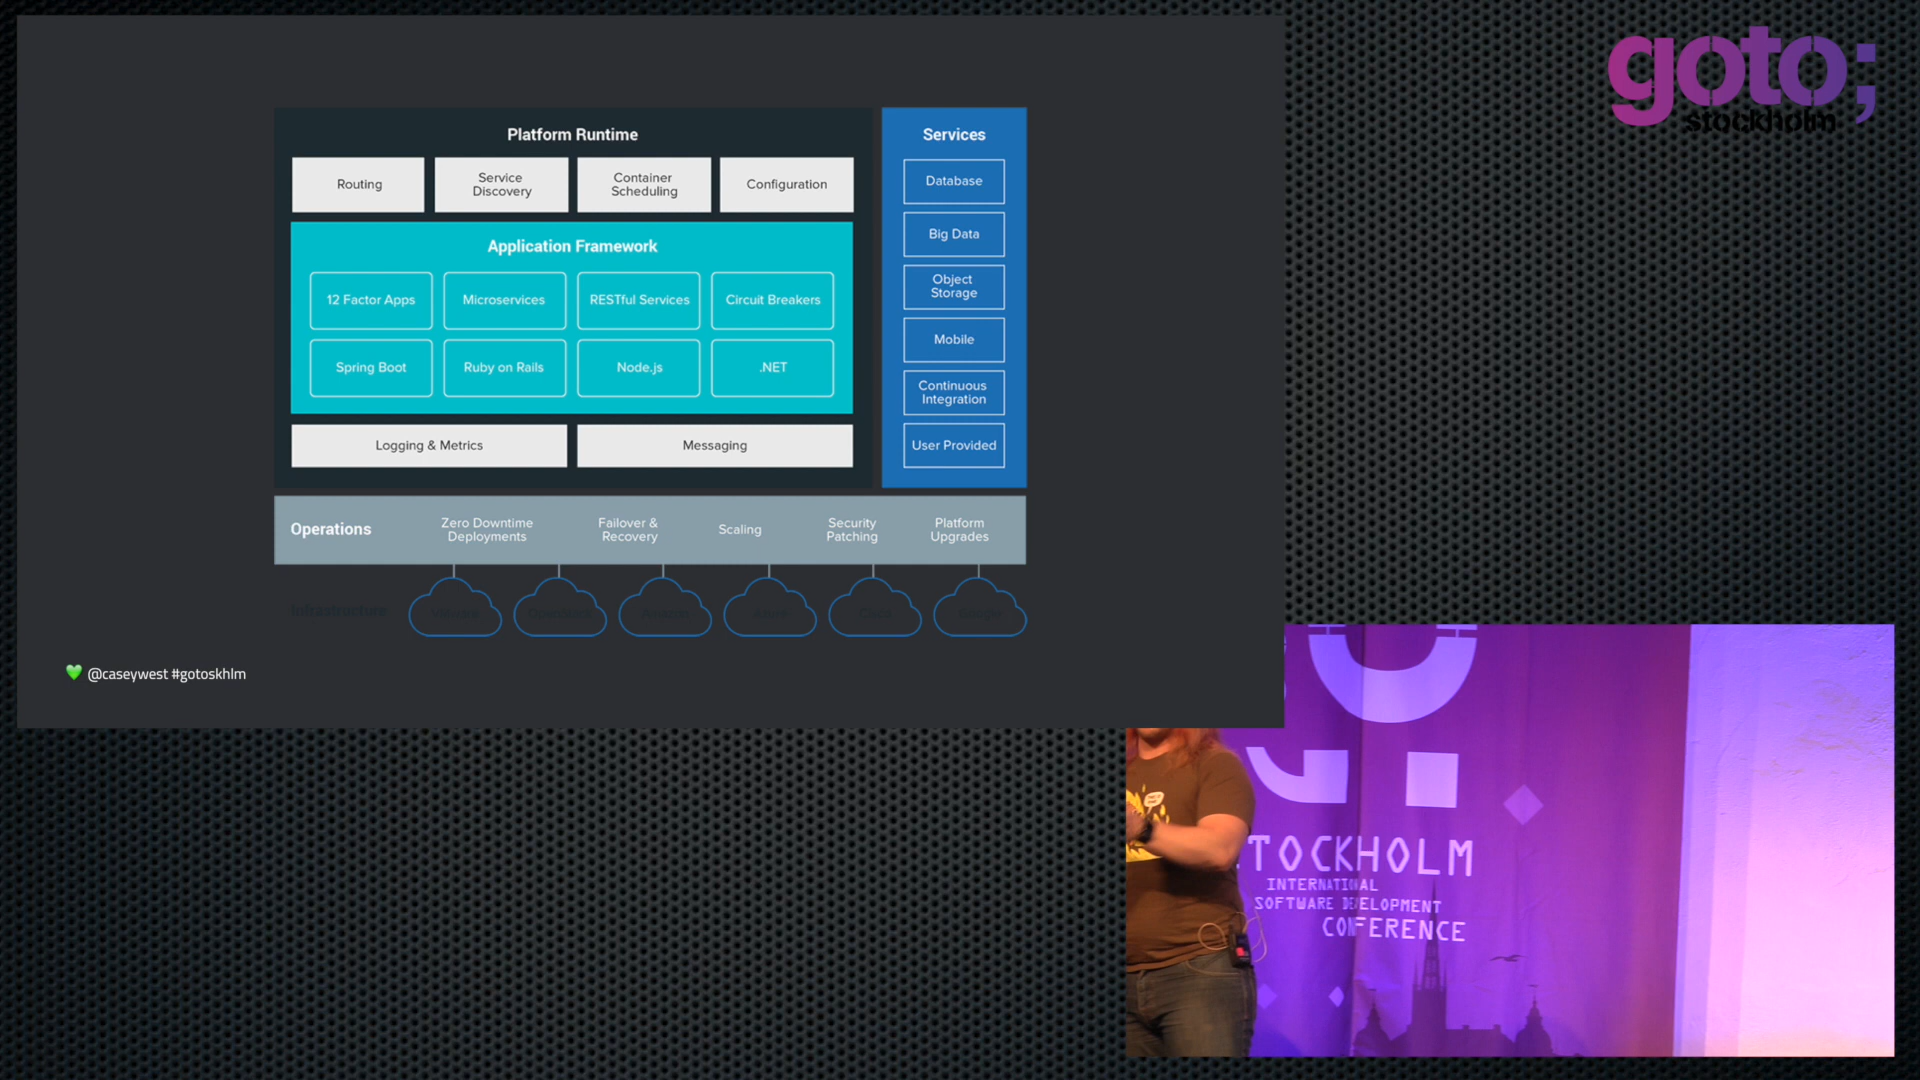 goto;
stockholm
Platform Runtime
Routing
Service
Discovery
Container
Scheduling
Configuration
Application Framework
12 Factor Apps
Microservices
RESTful Services
Circuit Breakers
Spring Boot
Ruby on Rails
Node.js
.NET
Logging & Metrics
Messaging
Services
Database
Big Data
Object
Storage
Mobile
Continuous
Integration
User Provided
Operations
Zero Downtime
Deployments
Failover &
Recovery
Scaling
Security
Patching
Platform
Upgrades
Infrastructure
💚 @caseywest #gotoskhlm
TOCKHOLM
INTERNATIONAL
SOFTWARE DEVELOPMENT
CONFERENCE